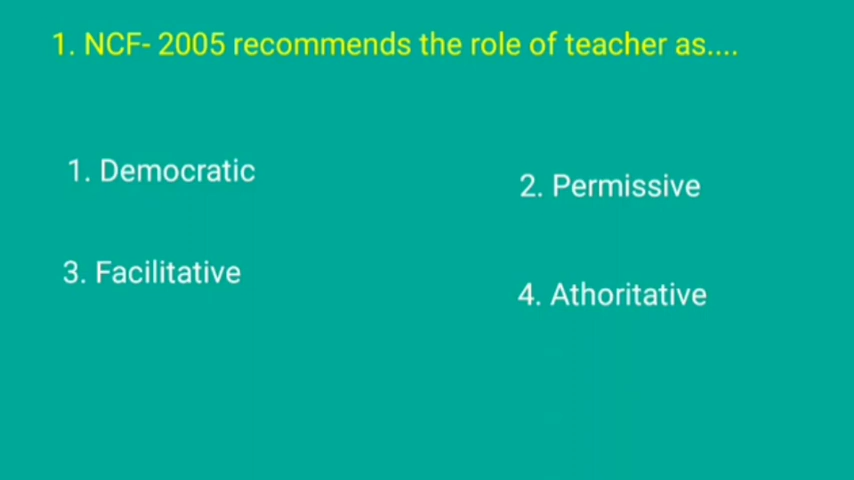 1. NCF- 2005 recommends the role of teacher as....
1. Democratic
2. Permissive
3. Facilitative
4. Athoritative